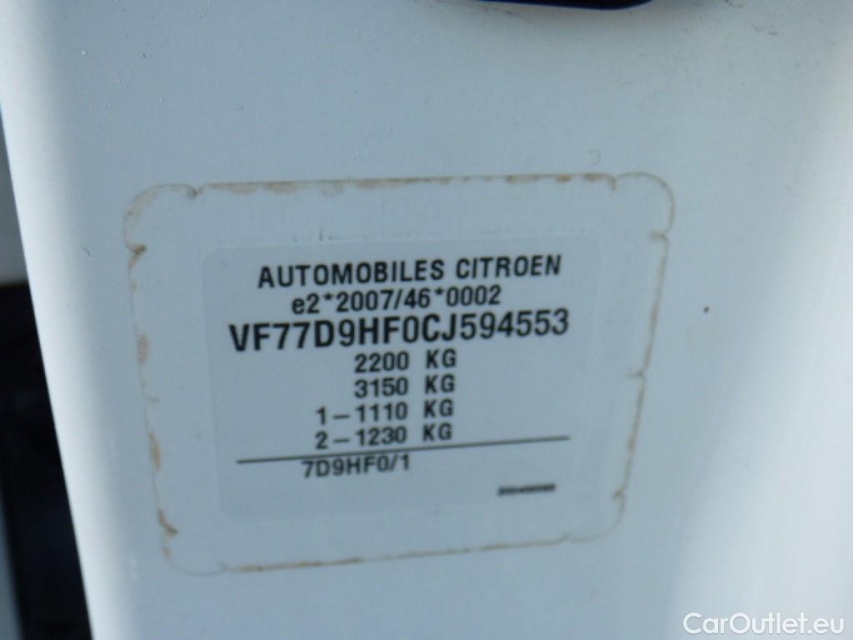 AUTOMOBILES CITROEN
e2*2007/46*0002
VF77D9HF0CJ594553
2200 KG
3150 KG
1-1110 KG
2-1230 KG
7D9HF0/1
CarOutlet.eu